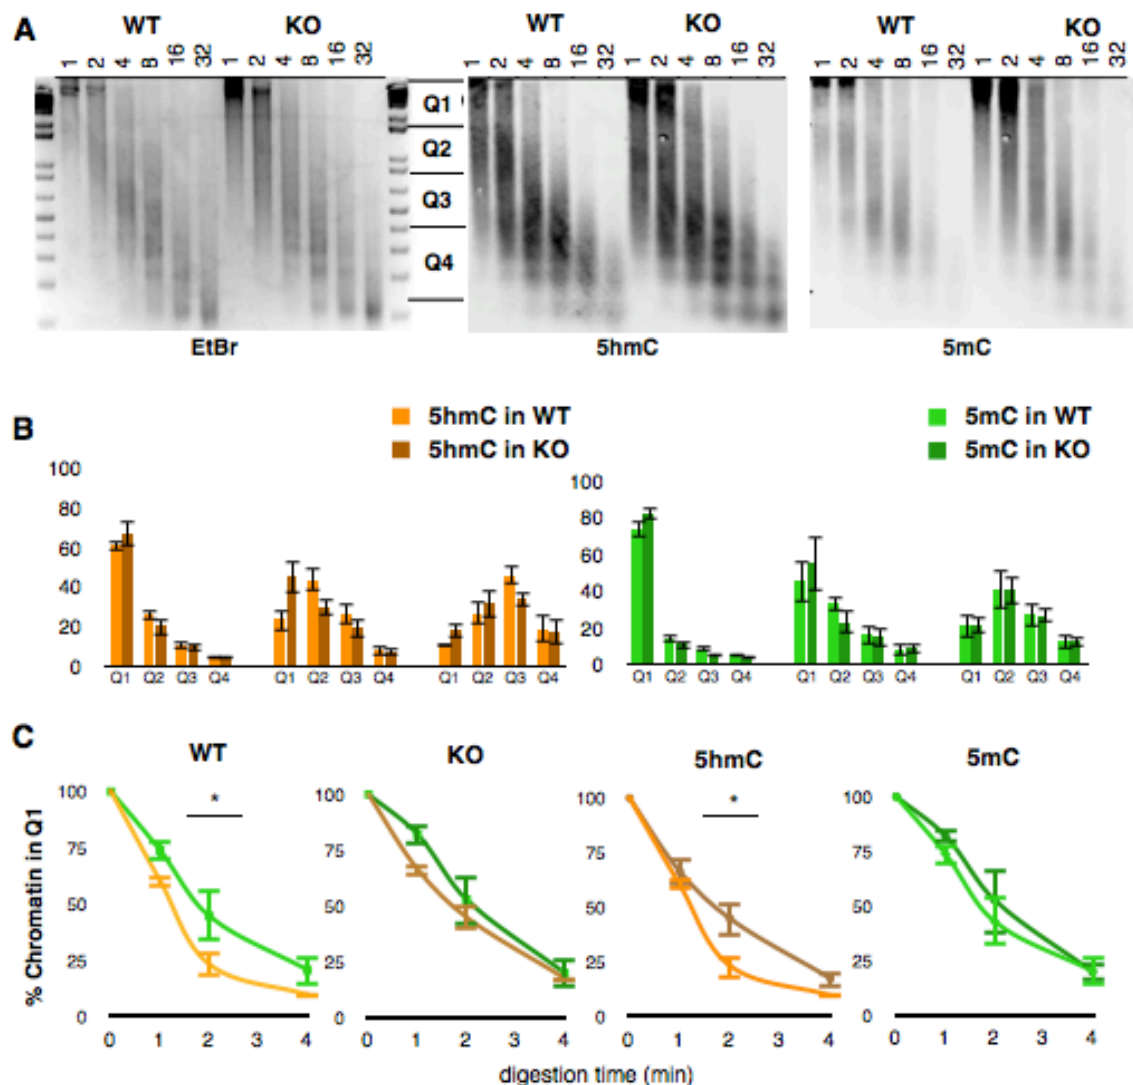 A
WT KO
1 2 4 8 16 32 1 2 4 8 16 32
EtBr
Q1
Q2
Q3
Q4
WT KO
1 2 4 8 16 32 1 2 4 8 16 32
5hmC
WT KO
1 2 4 8 16 32 1 2 4 8 16 32
5mC
B
5hmC in WT
5hmC in KO
100
80
60
40
20
0
Q1 Q2 Q3 Q4 Q1 Q2 Q3 Q4 Q1 Q2 Q3 Q4
5mC in WT
5mC in KO
100
80
60
40
20
0
Q1 Q2 Q3 Q4 Q1 Q2 Q3 Q4 Q1 Q2 Q3 Q4
C
% Chromatin in Q1
WT
*
100
75
50
25
0
0 1 2 3 4
KO
100
75
50
25
0
0 1 2 3 4
5hmC
*
100
75
50
25
0
0 1 2 3 4
5mC
100
75
50
25
0
0 1 2 3 4
digestion time (min)